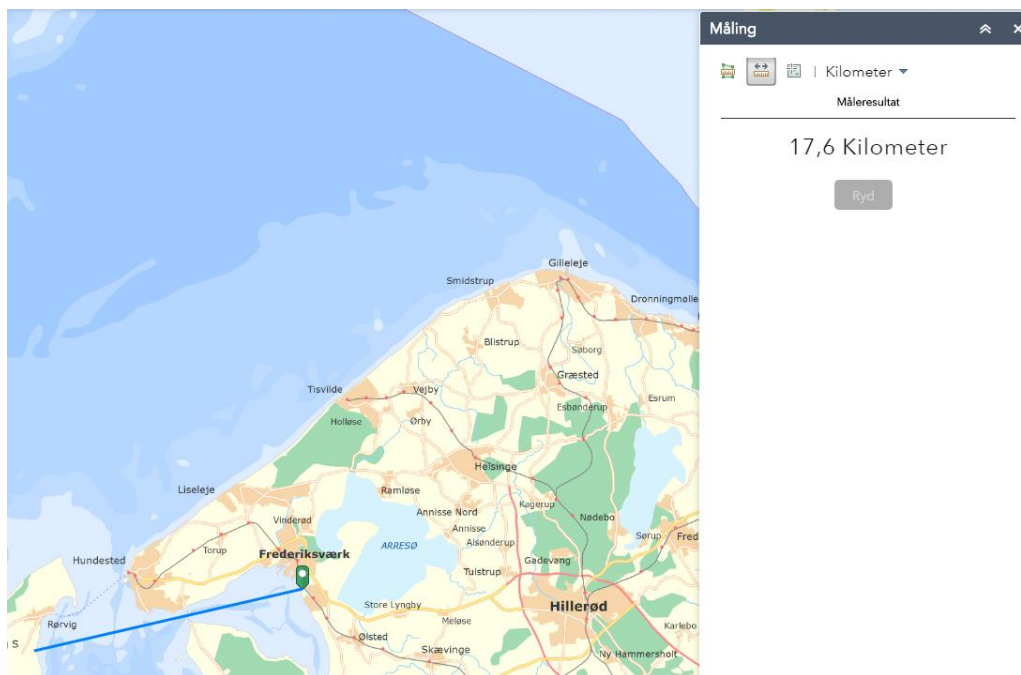 Måling
Kilometer
Måleresultat
17,6 Kilometer
Ryd
Gilleleje
Smidstrup
Dronningmølle
Blistrup
Søborg
Græsted
Tisvilde
Vejby
Esrum
Esbønderup
Holløse
Ørby
Helsinge
Liseleje
Ramløse
Kagerup
Annisse Nord
Nødebo
Vinderød
Annisse
Sørup
Fred
Torup
Frederiksværk
ARRESØ
Alsønderup
Hundested
Gadevang
Tulstrup
Store Lyngby
Hillerød
Rørvig
Meløse
Karlebo
Ølsted
S
Skævinge
Ny Hammersholt